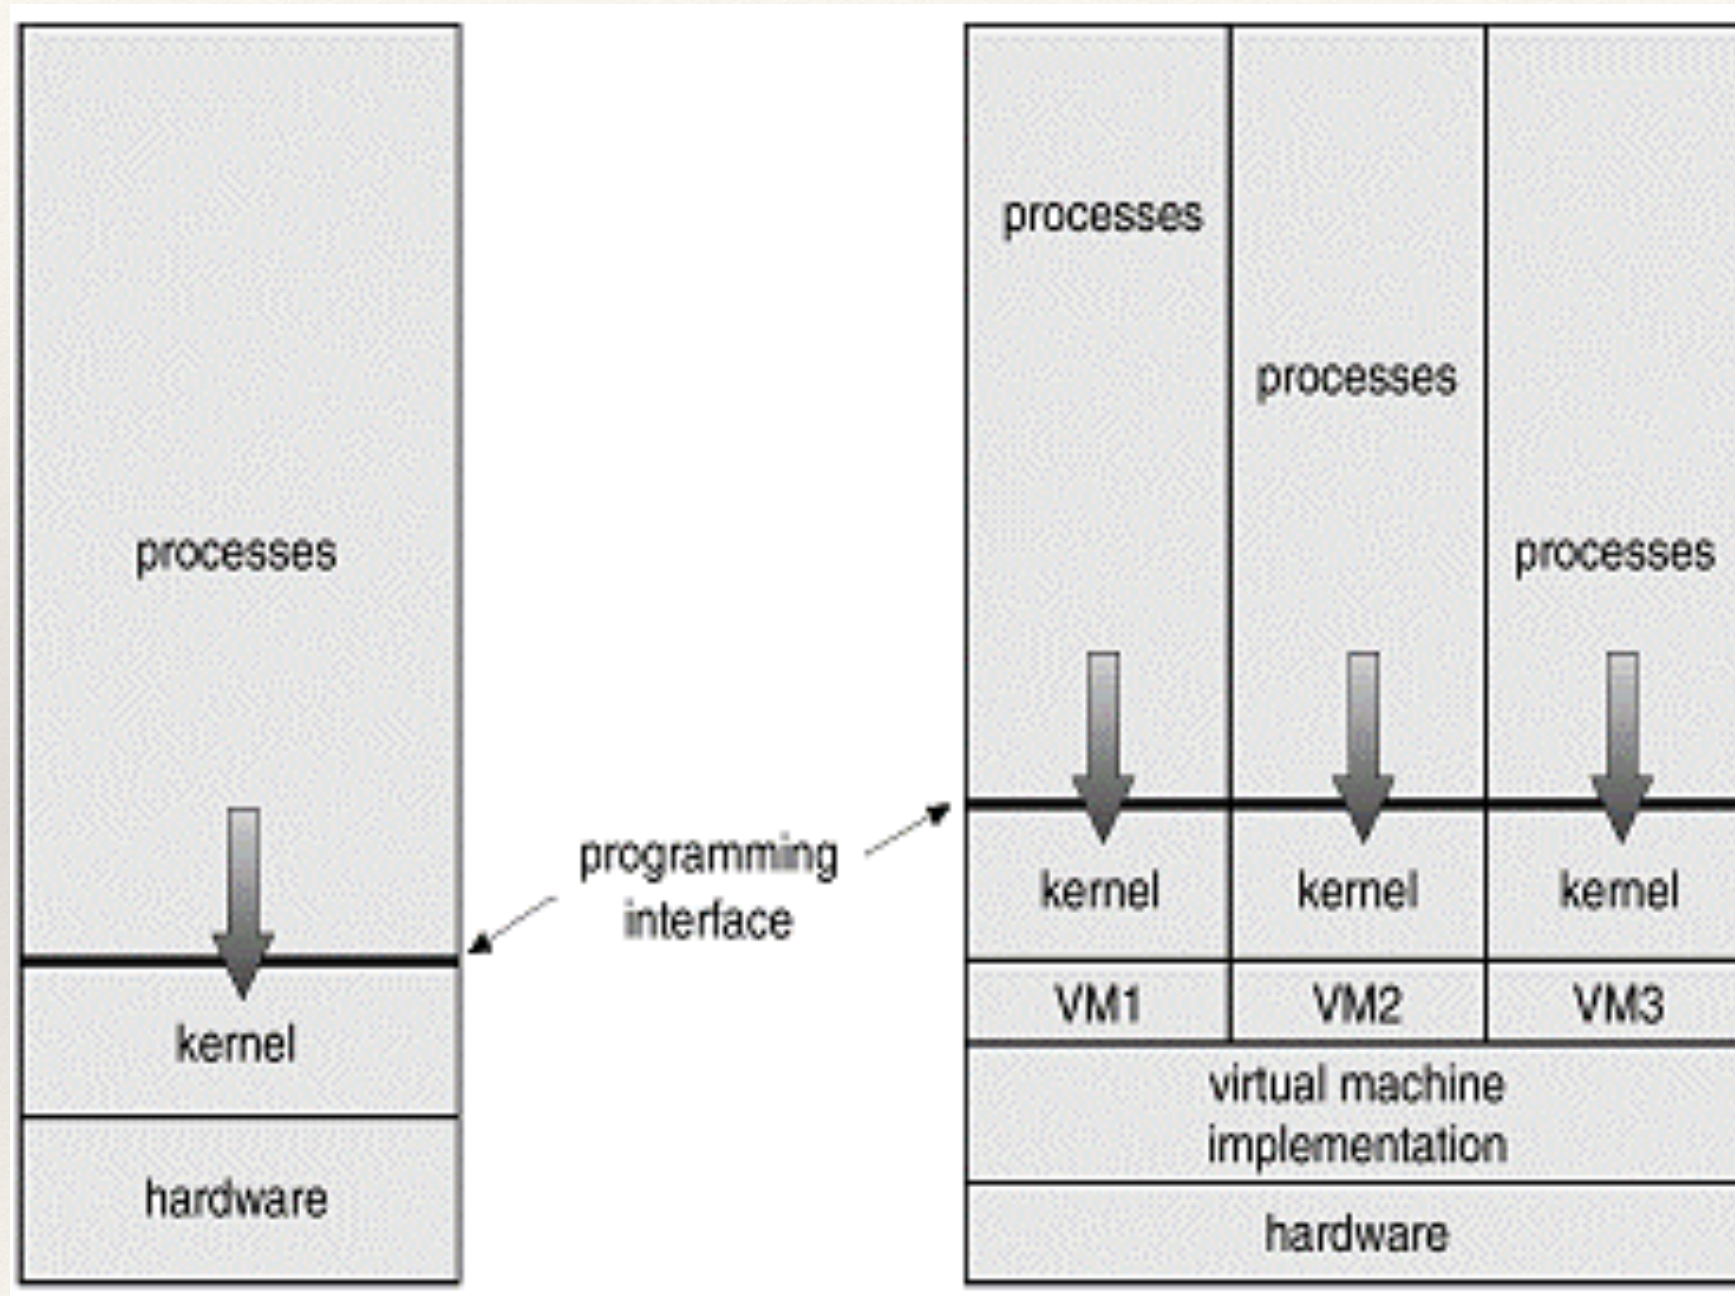 processes
kernel
hardware
programming
interface
processes
processes
processes
kernel
kernel
kernel
VM1
VM2
VM3
virtual machine
implementation
hardware